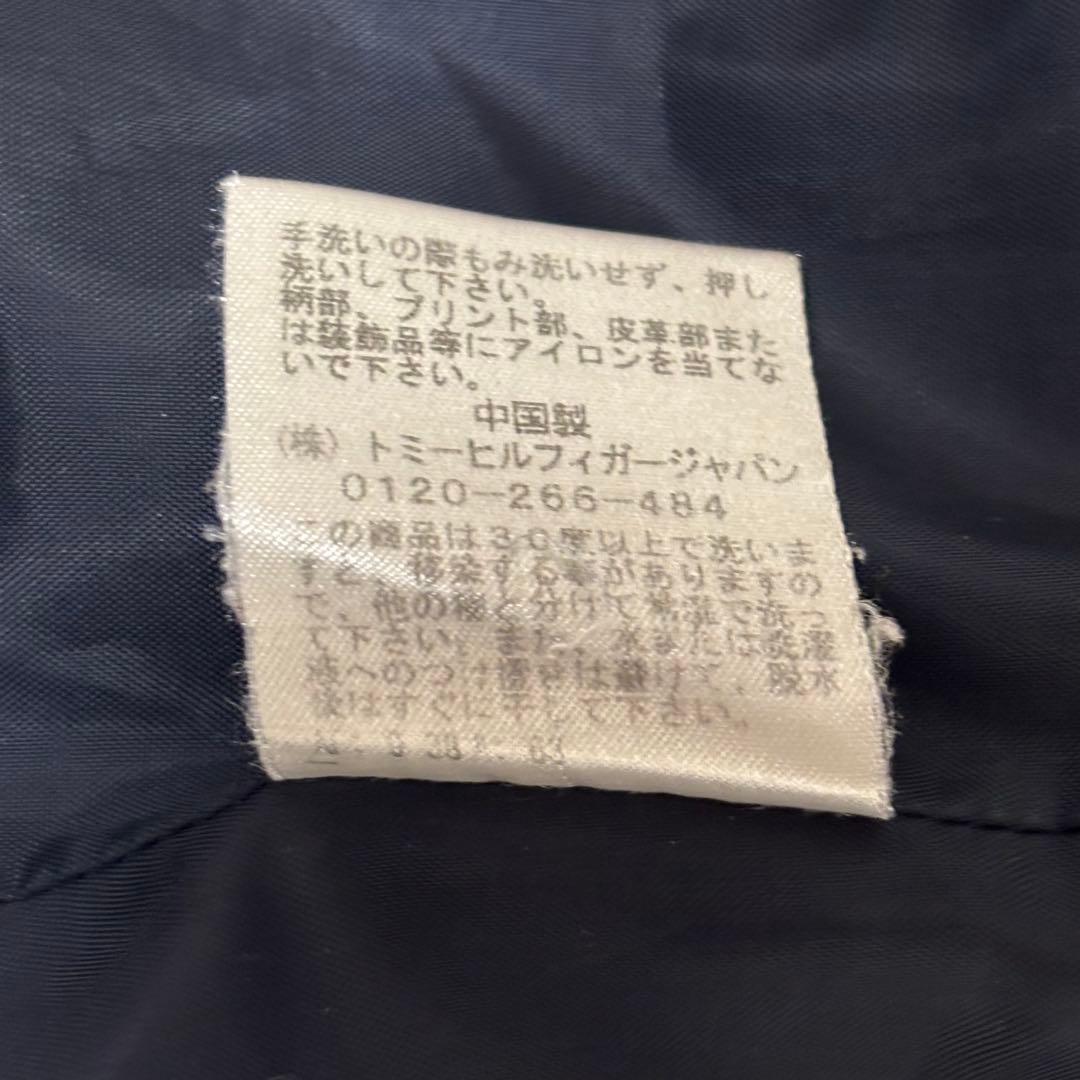 手洗いの際もみ洗いせず、押し
洗いして下さい。
柄部、プリント部、皮革部また
は装飾品等にアイロンを当てな
いで下さい。
中国製
(株)トミーヒルフィガージャパン
0120-266-484
この商品は30度以上で洗いま
すと、移染する事がありますの
で、他の物と分けて常温で洗っ
て下さい。また、水または洗濯
液へのつけ置きは避けて、脱水
後はすぐに干して下さい。